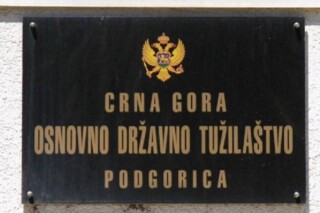 CRNA GORA
OSNOVNO DRŽAVNO TUŽILAŠTVO
PODGORICA